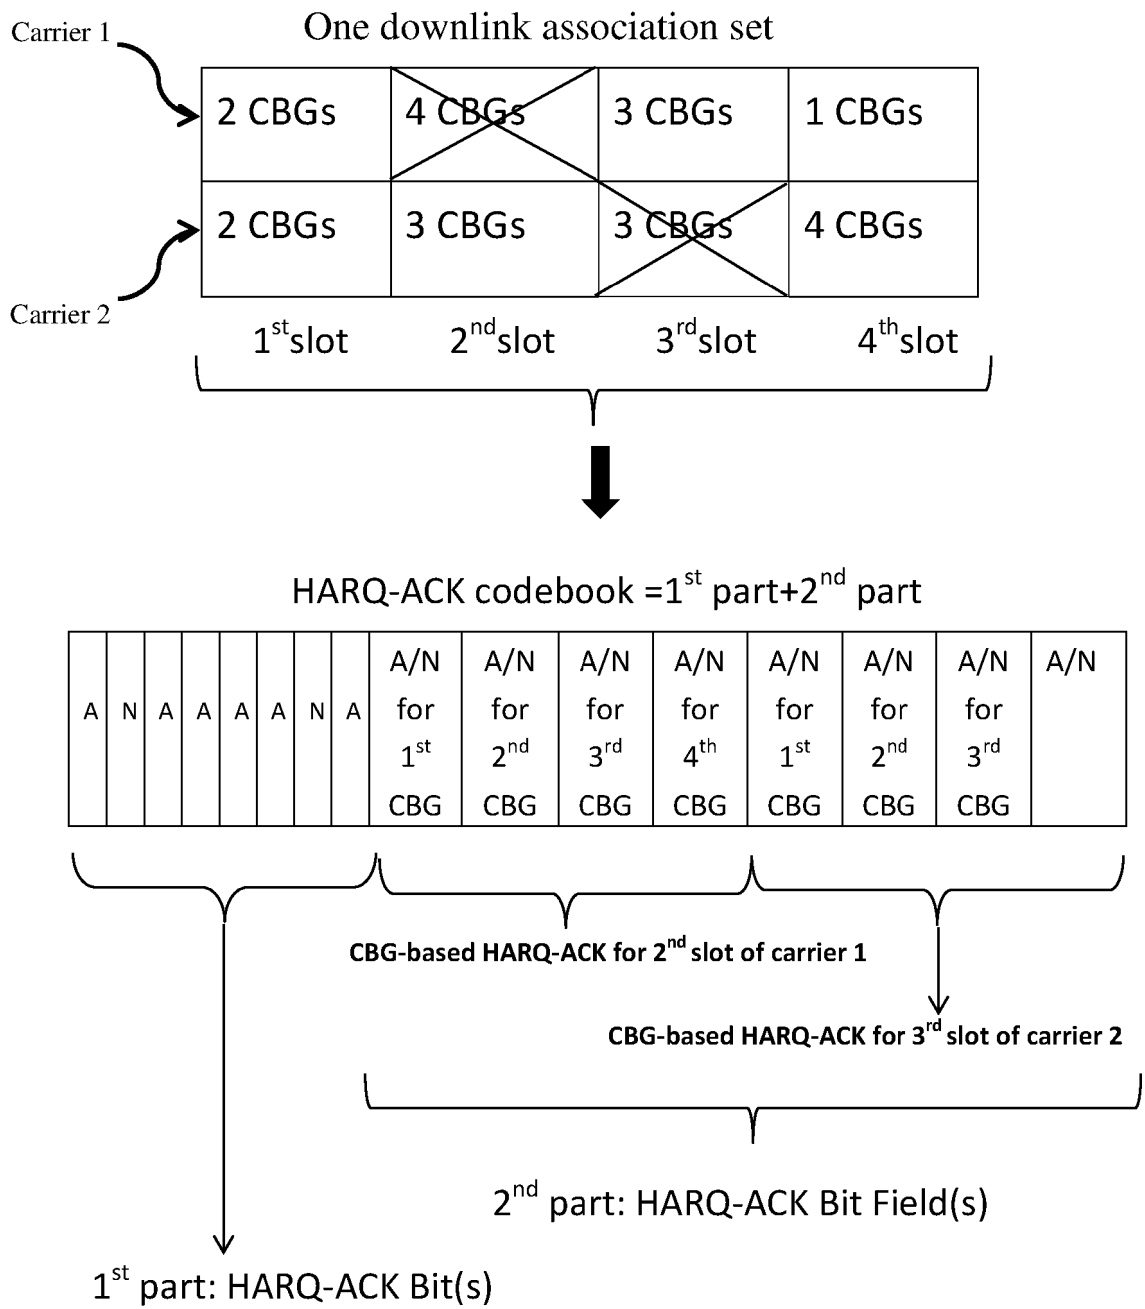 One downlink association set
Carrier 1
2 CBGs 4 CBGs 3 CBGs 1 CBGs
2 CBGs 3 CBGs 3 CBGs 4 CBGs
Carrier 2
1st slot 2nd slot 3rd slot 4th slot
HARQ-ACK codebook =1st part+2nd part
A N A A A A N A
A/N for 1st CBG
A/N for 2nd CBG
A/N for 3rd CBG
A/N for 4th CBG
A/N for 1st CBG
A/N for 2nd CBG
A/N for 3rd CBG
A/N
CBG-based HARQ-ACK for 2nd slot of carrier 1
CBG-based HARQ-ACK for 3rd slot of carrier 2
2nd part: HARQ-ACK Bit Field(s)
1st part: HARQ-ACK Bit(s)